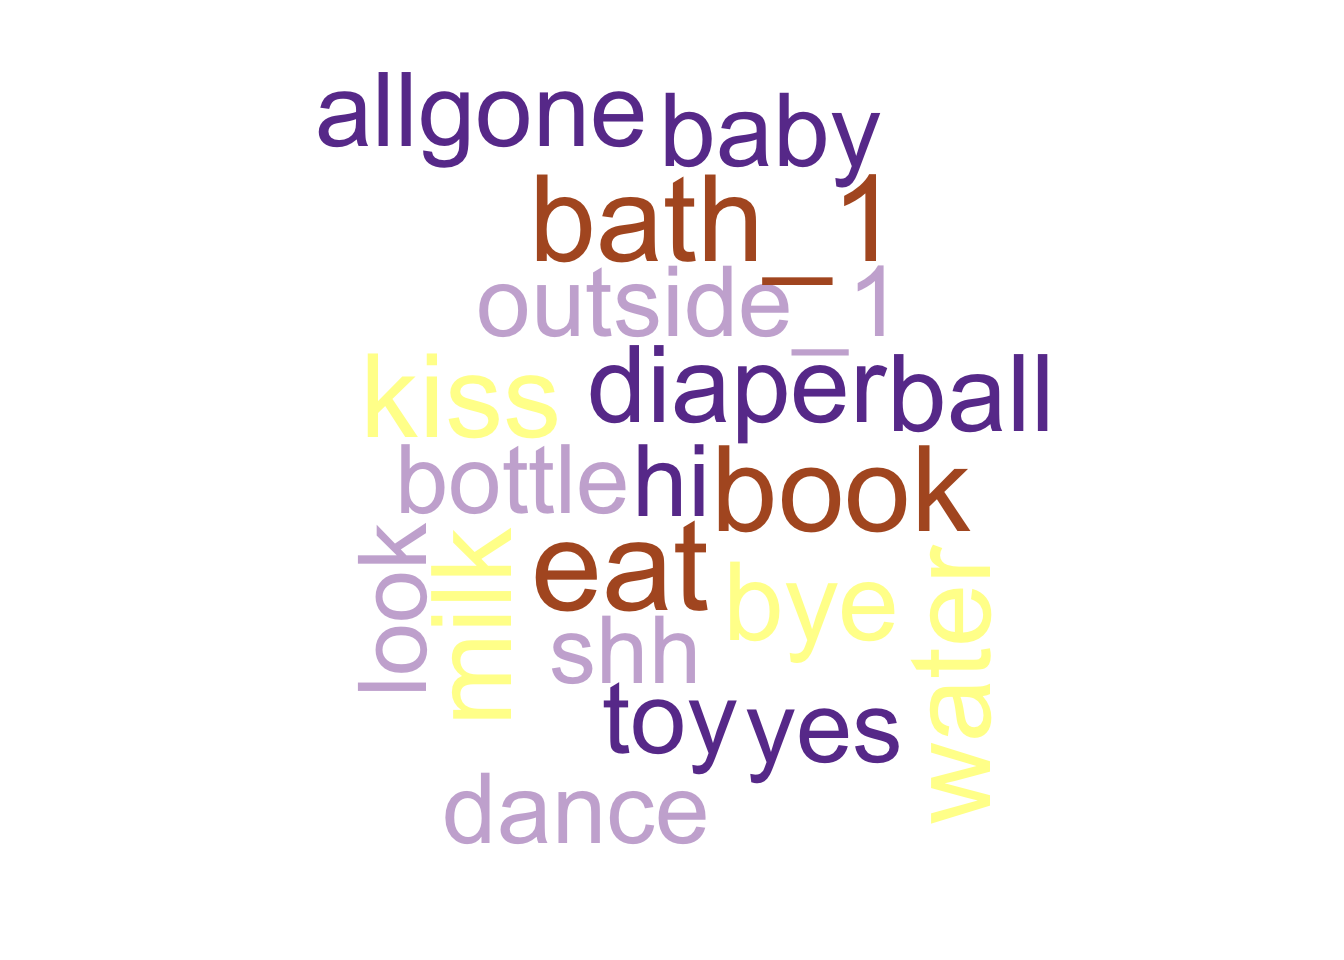 allgone
baby
bath_1
outside_1
kiss
diaper
ball
bottle
hi
book
look
milk
eat
bye
water
shh
toy
yes
dance